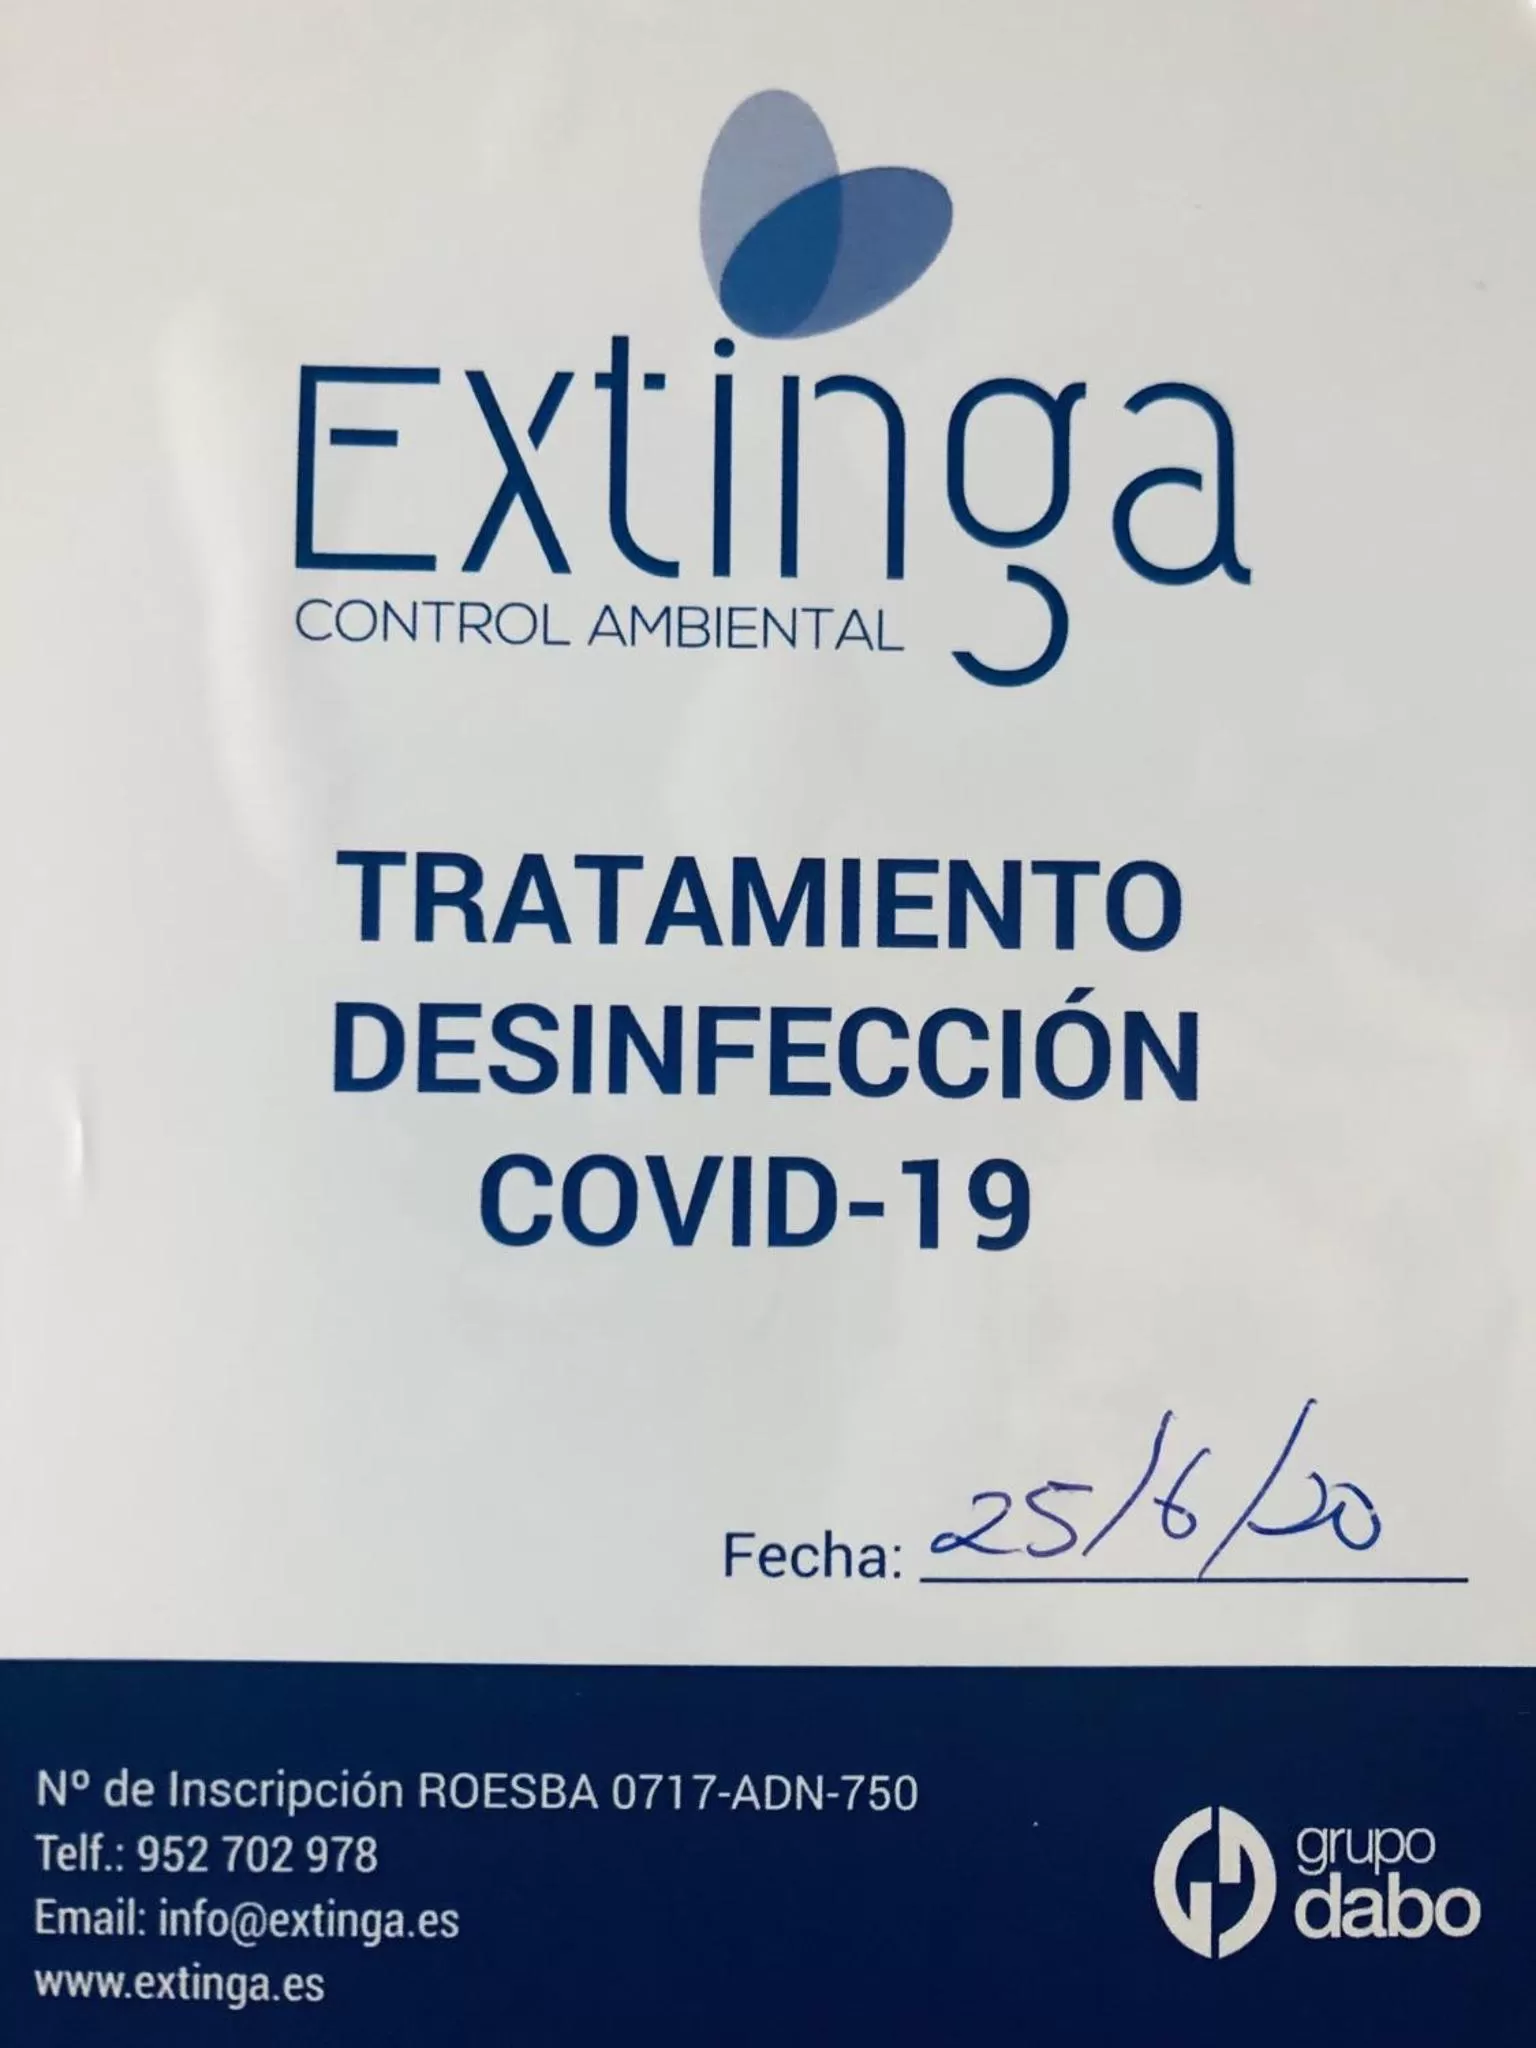 Extinga
CONTROL AMBIENTAL
TRATAMIENTO
DESINFECCIÓN
COVID-19
Fecha: 25/6/20
Nº de Inscripción ROESBA 0717-ADN-750
Telf.: 952 702 978
Email: info@extinga.es
www.extinga.es
grupo
dabo